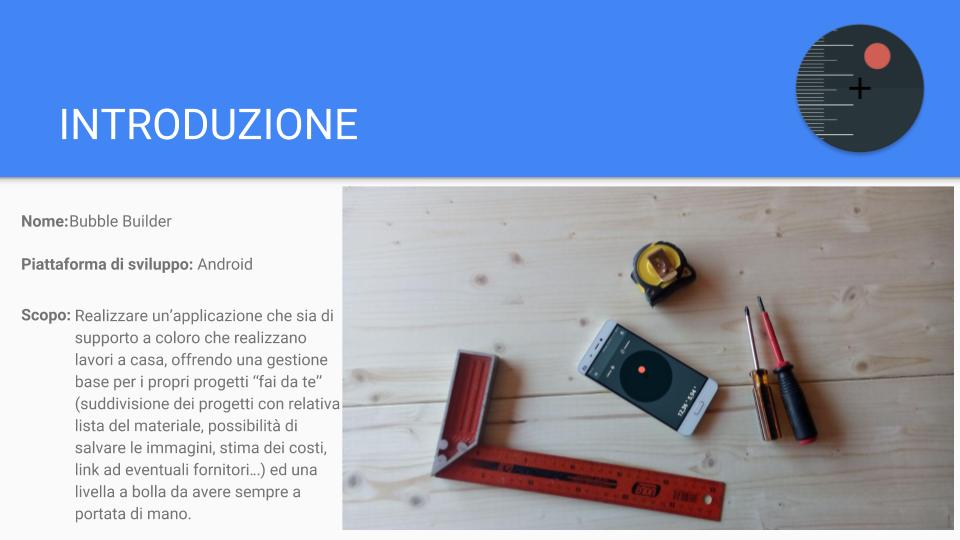 INTRODUZIONE
Nome:Bubble Builder
Piattaforma di sviluppo: Android
Scopo: Realizzare un’applicazione che sia di
supporto a coloro che realizzano
lavori a casa, offrendo una gestione
base per i propri progetti “fai da te”
(suddivisione dei progetti con relativa
lista del materiale, possibilità di
salvare le immagini, stima dei costi,
link ad eventuali fornitori…) ed una
livella a bolla da avere sempre a
portata di mano.